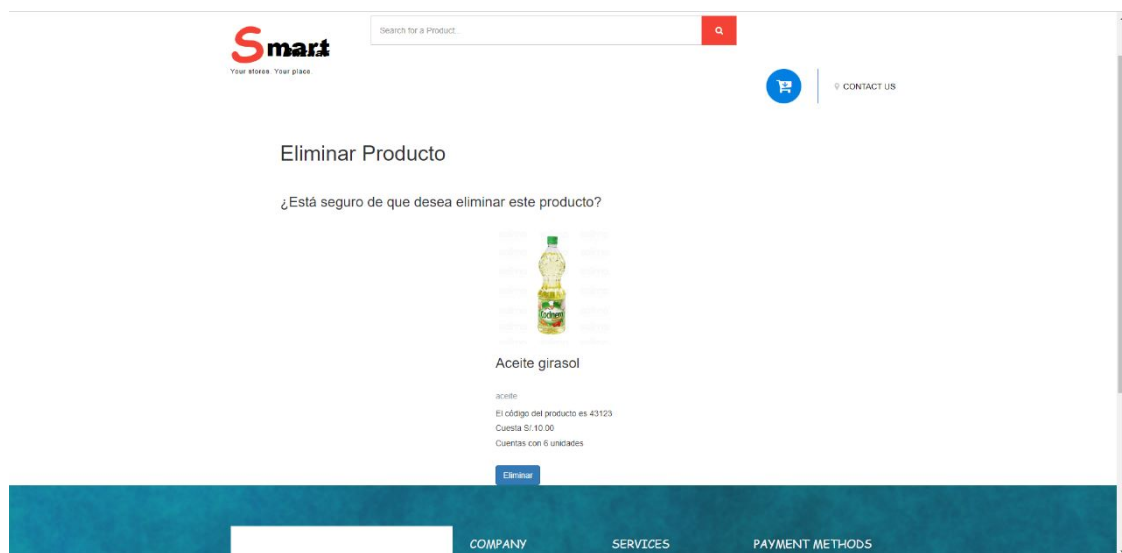 Search for a Product...
Smart
Your stores. Your place.
CONTACT US
Eliminar Producto
¿Está seguro de que desea eliminar este producto?
Cocinero
Aceite girasol
aceite
El código del producto es 43123
Cuesta S/.10.00
Cuentas con 6 unidades
Eliminar
COMPANY
SERVICES
PAYMENT METHODS